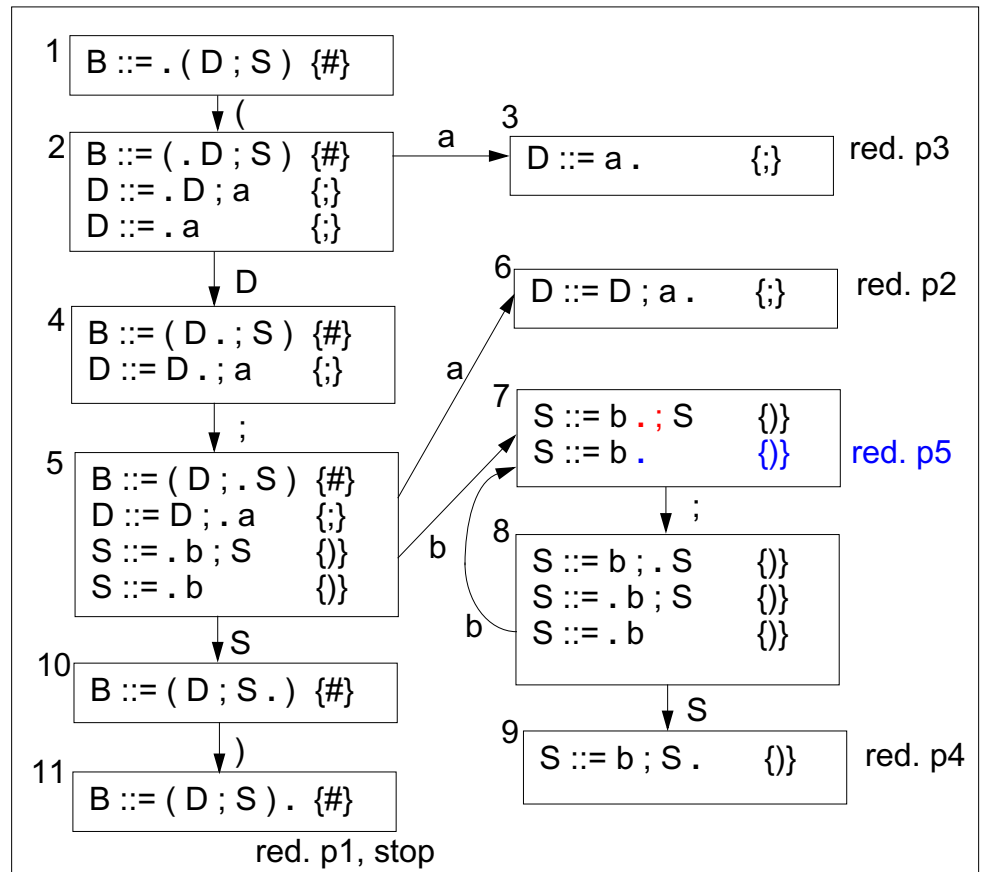 1
B ::= . ( D ; S ) {#}
(
2
B ::= ( . D ; S ) {#}
D ::= . D ; a {;}
D ::= . a {;}
a
3
D ::= a . {;}
red. p3
D
4
B ::= ( D . ; S ) {#}
D ::= D . ; a {;}
;
5
B ::= ( D ; . S ) {#}
D ::= D ; . a {;}
S ::= . b ; S {)}
S ::= . b {)}
a
6
D ::= D ; a . {;}
red. p2
b
7
S ::= b . ; S {)}
S ::= b . {)}
red. p5
;
8
S ::= b ; . S {)}
S ::= . b ; S {)}
S ::= . b {)}
b
S
9
S ::= b ; S . {)}
red. p4
S
10
B ::= ( D ; S . ) {#}
)
11
B ::= ( D ; S ) . {#}
red. p1, stop